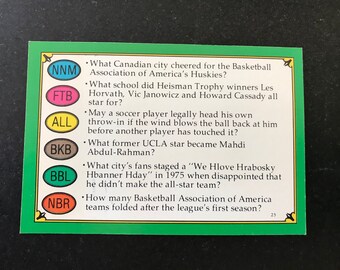 NNM •What Canadian city cheered for the Basketball
Association of America's Huskies?
FTB •What school did Heisman Trophy winners Les
Horvath, Vic Janowicz and Howard Cassady all
star for?
ALL •May a soccer player legally head his own
throw-in if the wind blows the ball back at him
before another player has touched it?
BKB •What former UCLA star became Mahdi
Abdul-Rahman?
BBL •What city's fans staged a "We Hlove Hrabosky
Hbanner Hday" in 1975 when disappointed that
he didn't make the all-star team?
NBR •How many Basketball Association of America
teams folded after the league's first season?